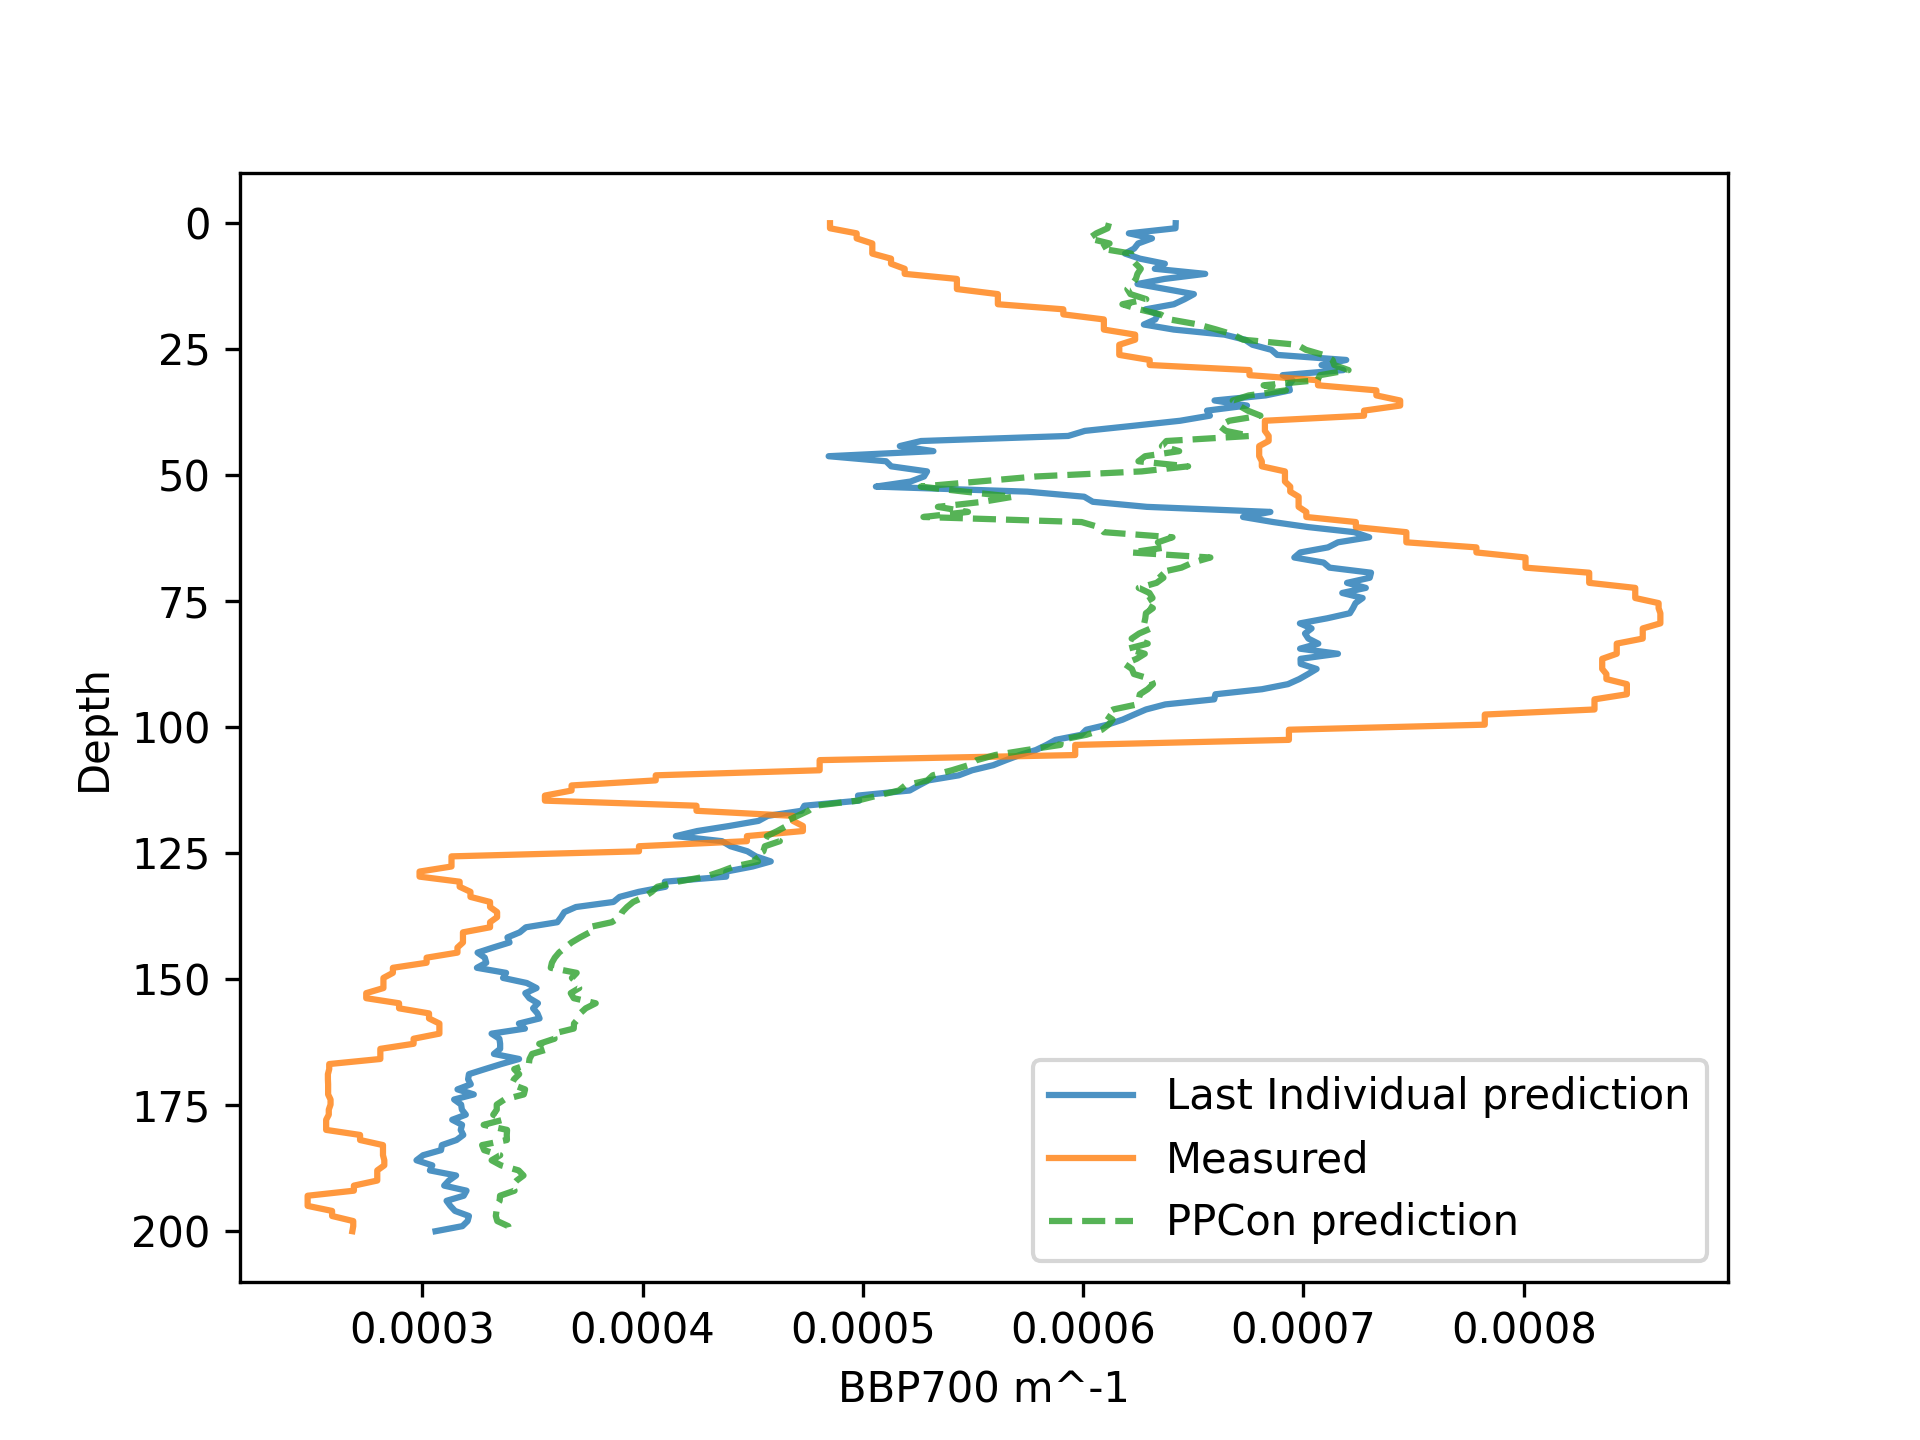 0
25
50
75
100
125
150
175
200
Depth
0.0003 0.0004 0.0005 0.0006 0.0007 0.0008
BBP700 m^-1
Last Individual prediction
Measured
PPCon prediction